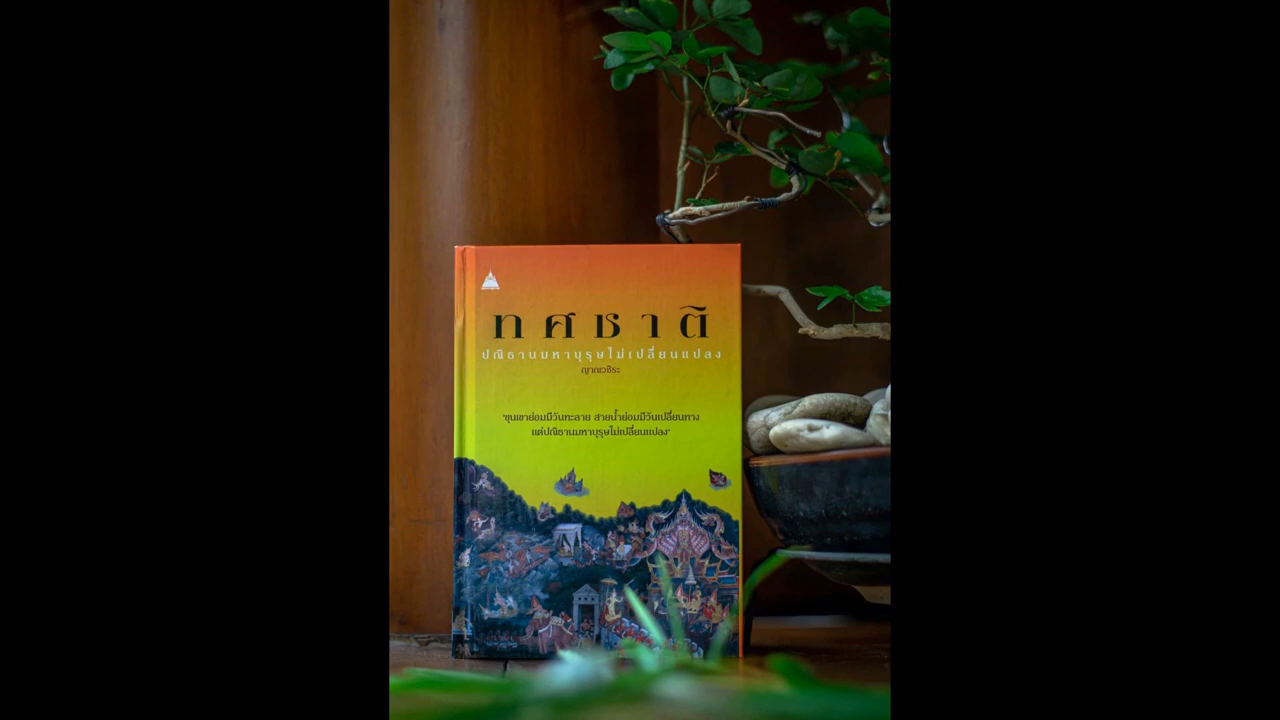 ทศชาติ
ปณิธานมหาบุรุษไม่เปลี่ยนแปลง
ญาณวชิระ
"ขุนเขาย่อมมีวันทะลาย สายน้ำย่อมมีวันเปลี่ยนทาง
แต่ปณิธานมหาบุรุษไม่เปลี่ยนแปลง"